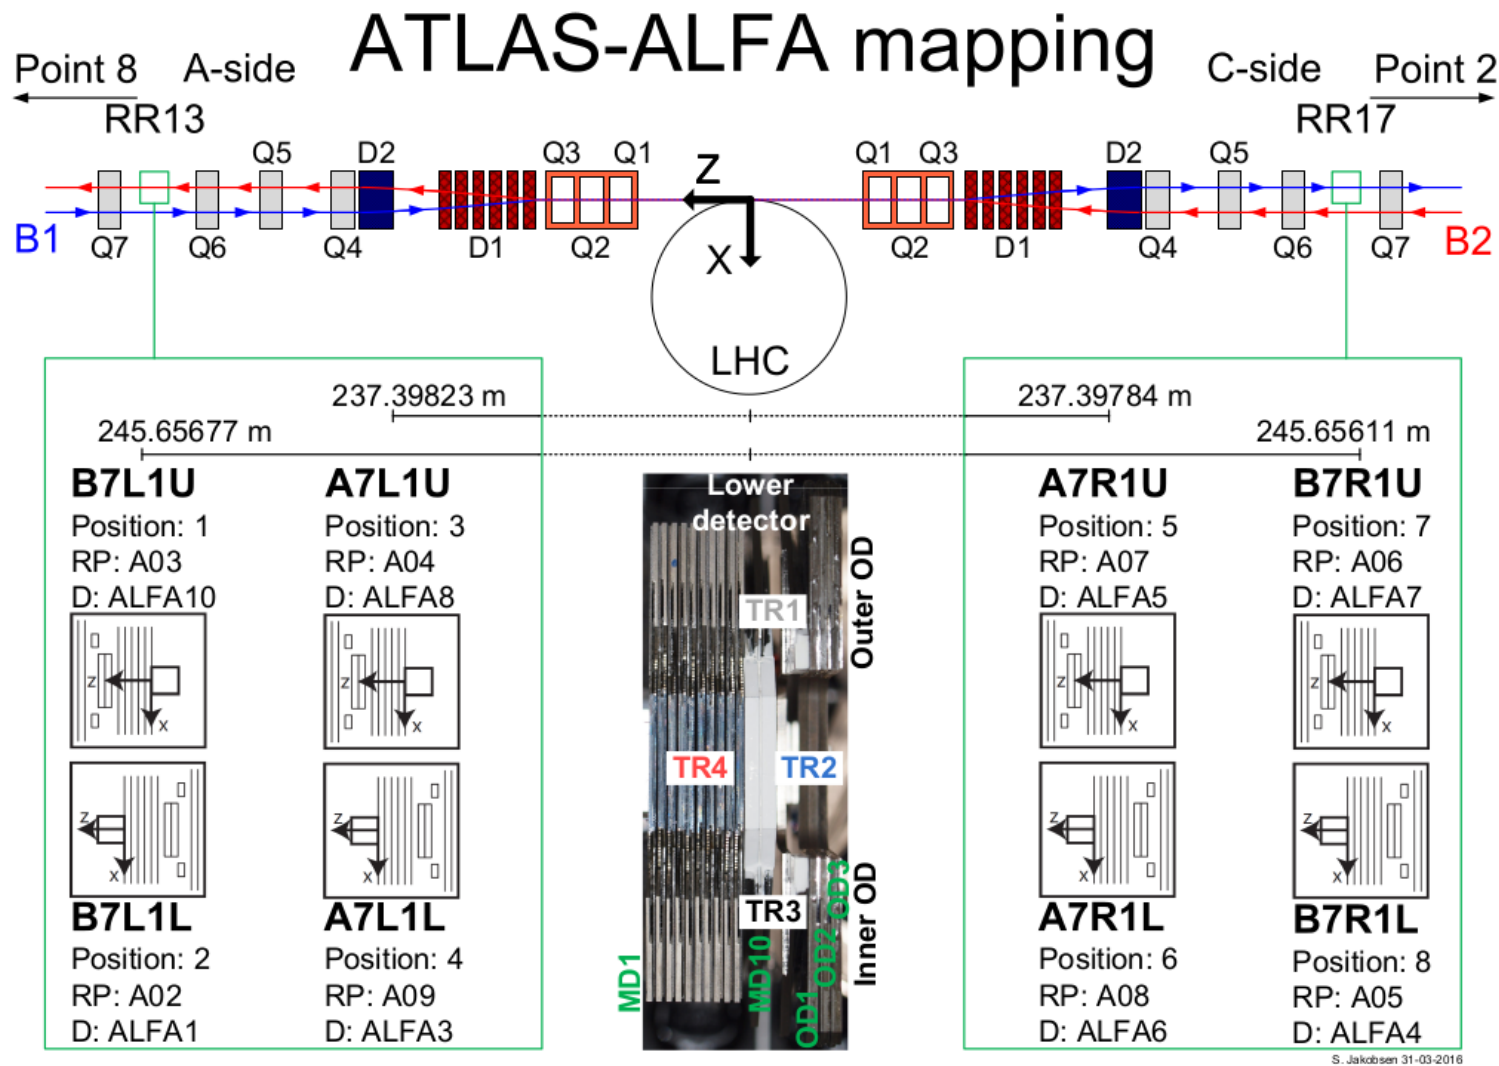 ATLAS-ALFA mapping
Point 8
A-side
C-side
Point 2
RR13
RR17
Q5
D2
Q3
Q1
Z
Q1
Q3
D2
Q5
B1
Q7
Q6
Q4
D1
Q2
X
Q2
D1
Q4
Q6
Q7
B2
LHC
237.39823 m
237.39784 m
245.65677 m
245.65611 m
B7L1U
Position: 1
RP: A03
D: ALFA10
z
x
A7L1U
Position: 3
RP: A04
D: ALFA8
z
x
z
x
B7L1L
Position: 2
RP: A02
D: ALFA1
z
x
A7L1L
Position: 4
RP: A09
D: ALFA3
Lower
detector
Outer OD
TR1
TR4
TR2
TR3
Inner OD
MD1
MD10
OD1
OD2
OD3
A7R1U
Position: 5
RP: A07
D: ALFA5
z
x
B7R1U
Position: 7
RP: A06
D: ALFA7
z
x
z
x
A7R1L
Position: 6
RP: A08
D: ALFA6
z
x
B7R1L
Position: 8
RP: A05
D: ALFA4
S. Jakobsen 31-03-2016